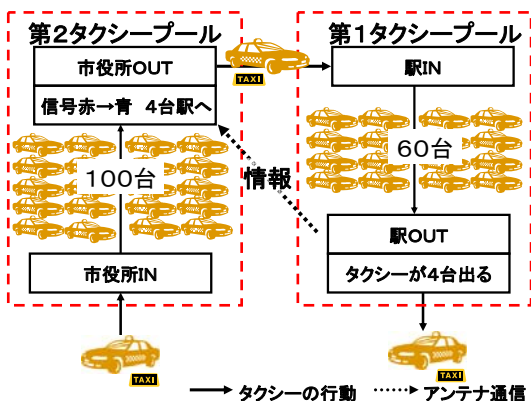 第2タクシープール
第1タクシープール
市役所OUT
TAXI
駅IN
信号赤→青 4台駅へ
100台
60台
情報
駅OUT
タクシーが4台出る
市役所IN
TAXI
TAXI
タクシーの行動
アンテナ通信